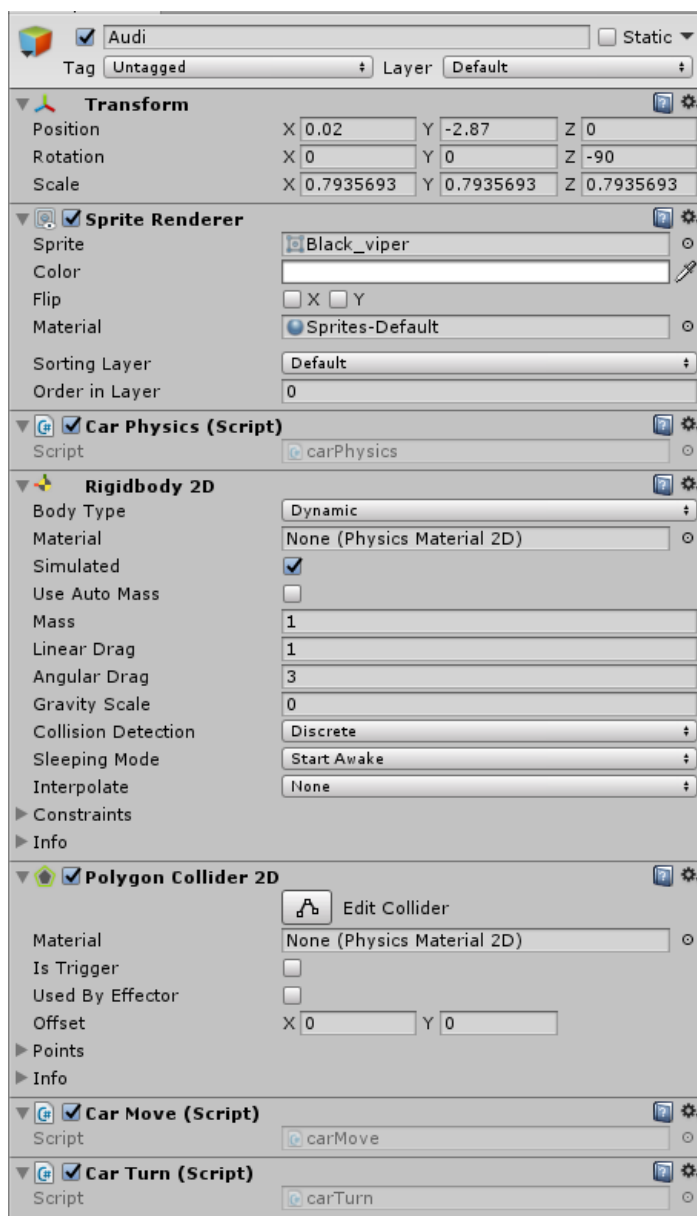 Audi Static
Tag Untagged Layer Default
Transform
Position X 0.02 Y -2.87 Z 0
Rotation X 0 Y 0 Z -90
Scale X 0.7935693 Y 0.7935693 Z 0.7935693
Sprite Renderer
Sprite Black_viper
Color
Flip X Y
Material Sprites-Default
Sorting Layer Default
Order in Layer 0
Car Physics (Script)
Script carPhysics
Rigidbody 2D
Body Type Dynamic
Material None (Physics Material 2D)
Simulated
Use Auto Mass
Mass 1
Linear Drag 1
Angular Drag 3
Gravity Scale 0
Collision Detection Discrete
Sleeping Mode Start Awake
Interpolate None
Constraints
Info
Polygon Collider 2D
Edit Collider
Material None (Physics Material 2D)
Is Trigger
Used By Effector
Offset X 0 Y 0
Points
Info
Car Move (Script)
Script carMove
Car Turn (Script)
Script carTurn